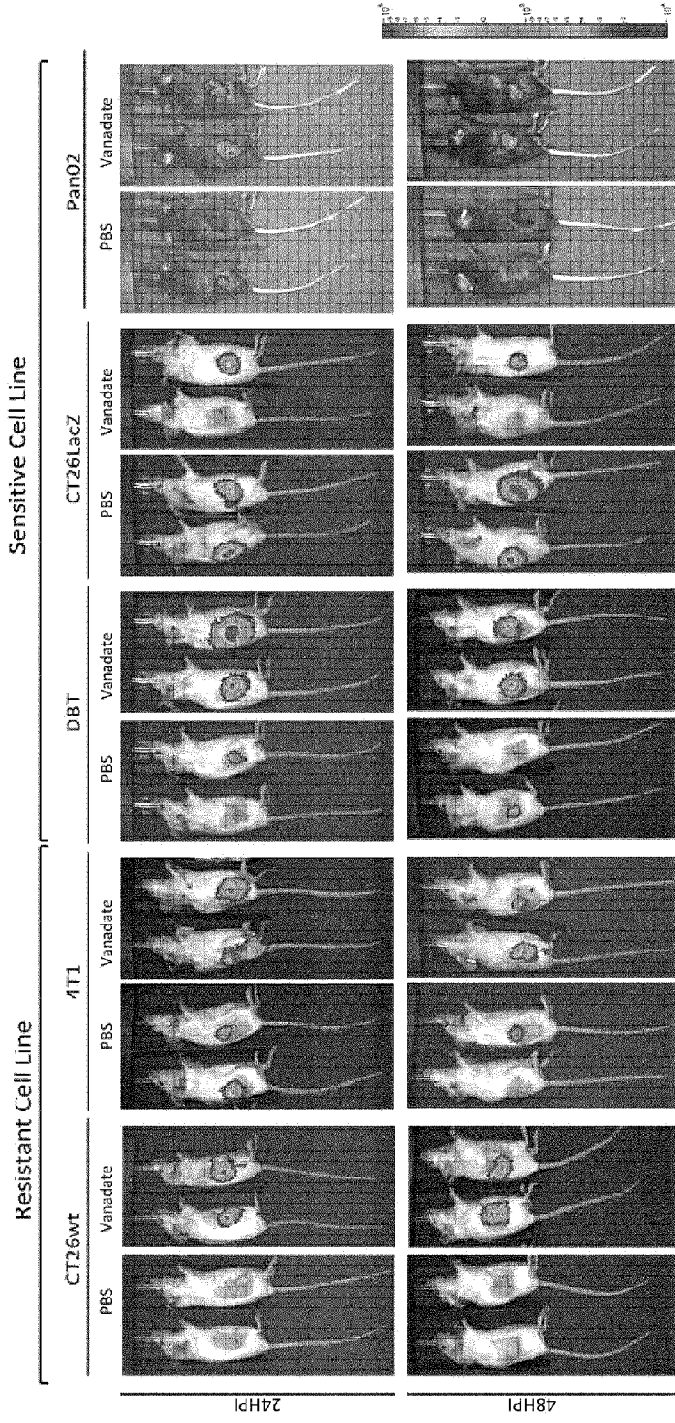 Resistant Cell Line
Sensitive Cell Line
CT26wt
4T1
DBT
CT26LacZ
Pan02
PBS
Vanadate
PBS
Vanadate
PBS
Vanadate
PBS
Vanadate
PBS
Vanadate
24HPI
48HPI